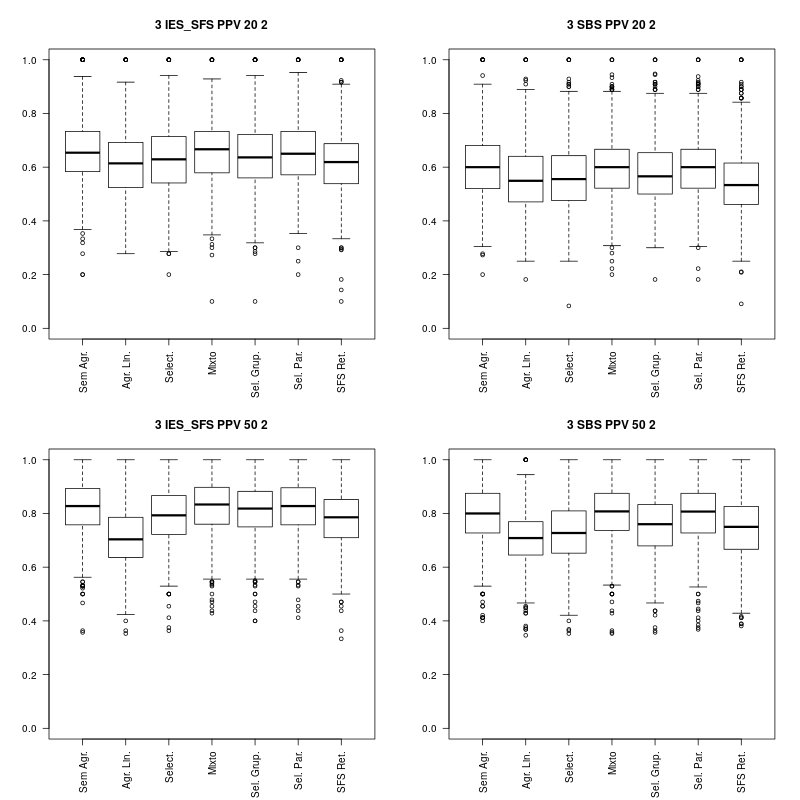 3 IES_SFS PPV 20 2
1.0
0.8
0.6
0.4
0.2
0.0
Sem Agr.
Agr. Lin.
Select.
Mixto
Sel. Grup.
Sel. Par.
SFS Ret.
3 SBS PPV 20 2
1.0
0.8
0.6
0.4
0.2
0.0
Sem Agr.
Agr. Lin.
Select.
Mixto
Sel. Grup.
Sel. Par.
SFS Ret.
3 IES_SFS PPV 50 2
1.0
0.8
0.6
0.4
0.2
0.0
Sem Agr.
Agr. Lin.
Select.
Mixto
Sel. Grup.
Sel. Par.
SFS Ret.
3 SBS PPV 50 2
1.0
0.8
0.6
0.4
0.2
0.0
Sem Agr.
Agr. Lin.
Select.
Mixto
Sel. Grup.
Sel. Par.
SFS Ret.